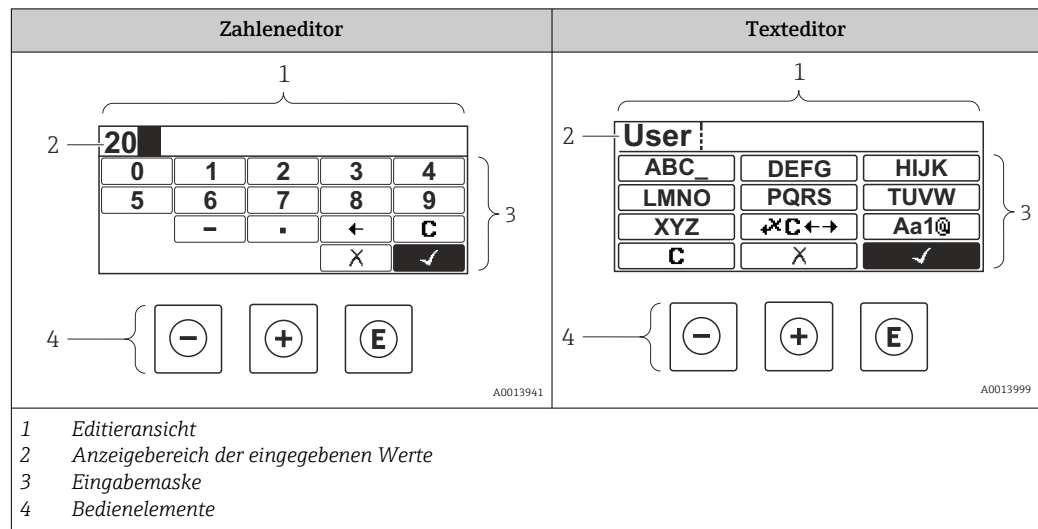 Zahleneditor Texteditor
1 1
2 20 2 User
0 1 2 3 4 ABC_ DEFG HIJK
5 6 7 8 9 3 LMNO PQRS TUVW 3
− . ← C XYZ ↲✕C←→ Aa1@
X ✓ C X ✓
4 − + E 4 − + E
A0013941 A0013999
1 Editieransicht
2 Anzeigebereich der eingegebenen Werte
3 Eingabemaske
4 Bedienelemente